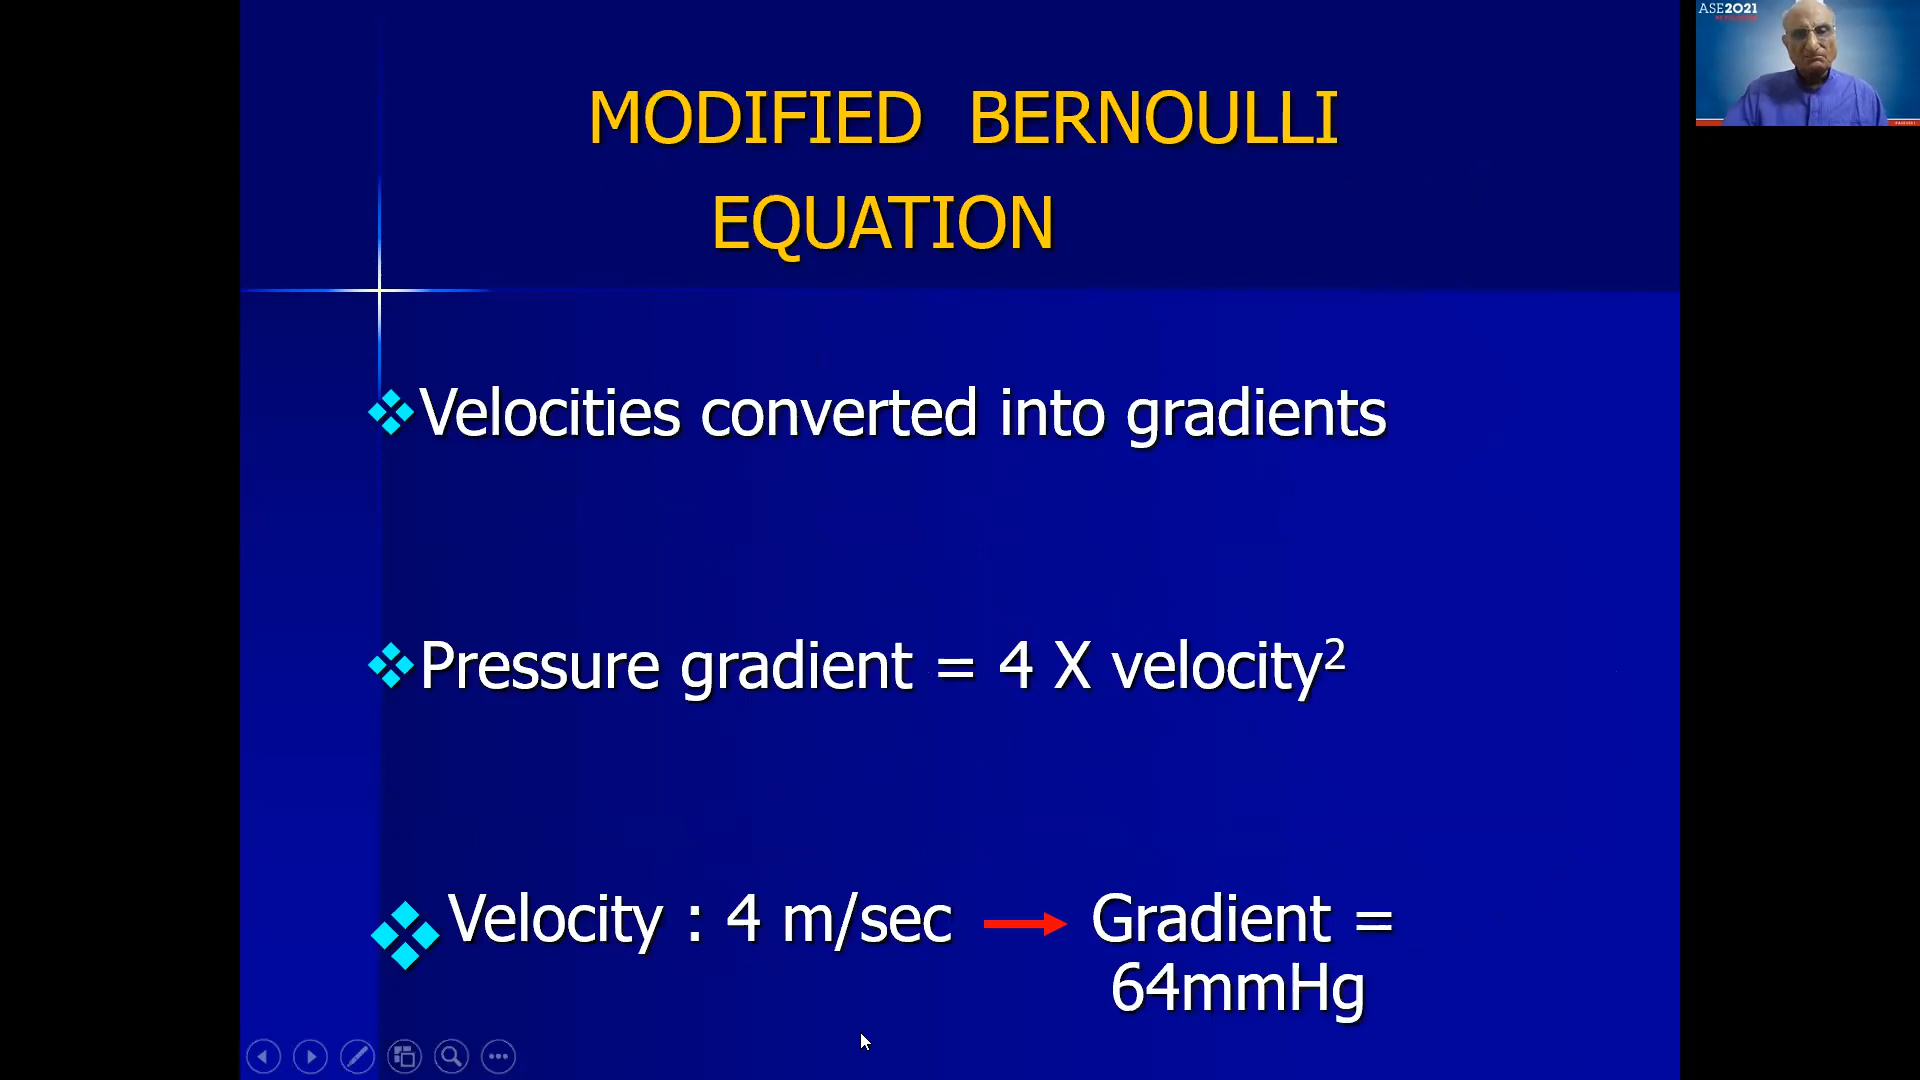 ASE2021
MODIFIED BERNOULLI
EQUATION
Velocities converted into gradients
Pressure gradient = 4 X velocity²
Velocity : 4 m/sec → Gradient =
64mmHg